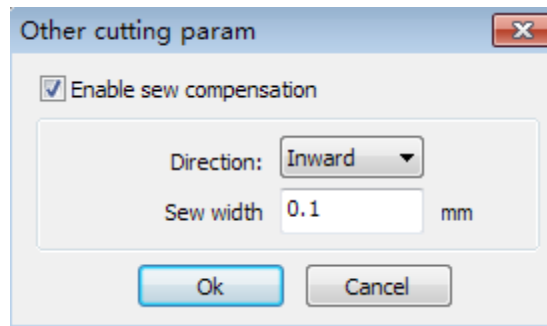 Other cutting param
Enable sew compensation
Direction: Inward
Sew width 0.1 mm
Ok Cancel